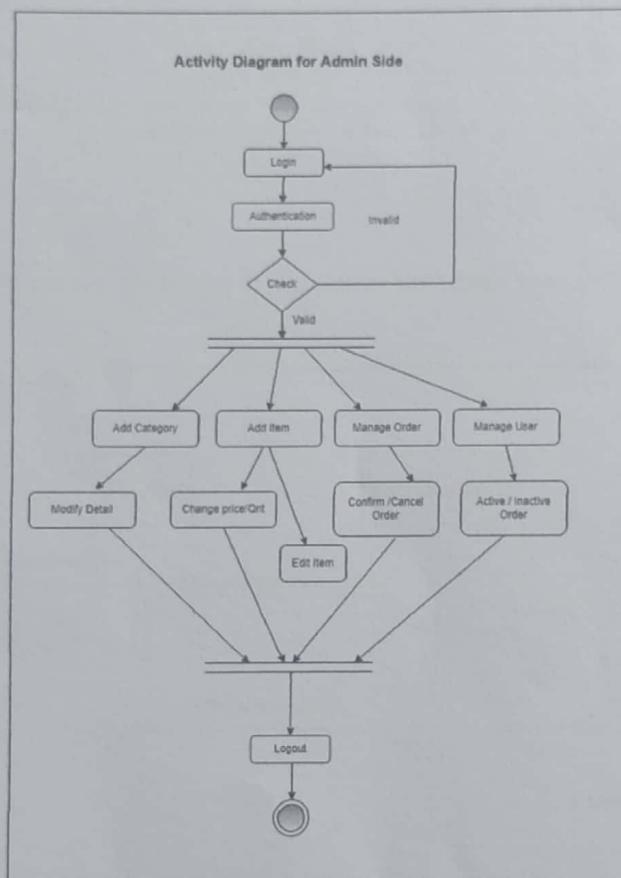 Activity Diagram for Admin Side
Login
Authentication
Invalid
Check
Valid
Add Category
Add Item
Manage Order
Manage User
Modify Detail
Change price/Qnt
Confirm /Cancel
Order
Active / Inactive
Order
Edit Item
Logout